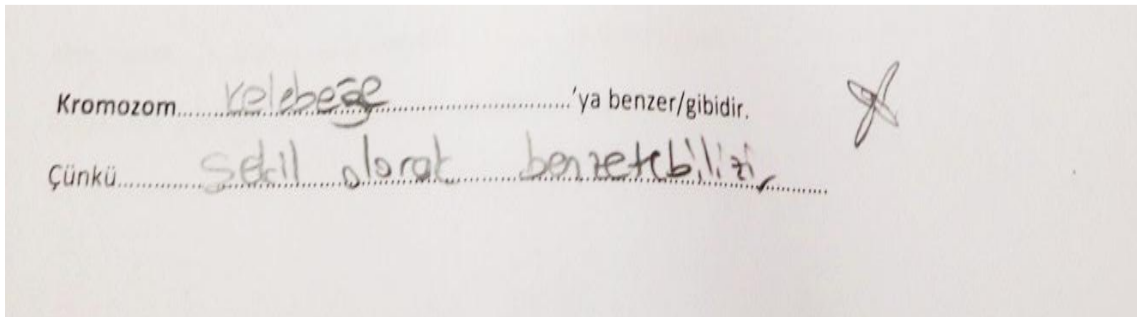 Kromozom.....kelebeğe.....'ya benzer/gibidir.
Çünkü.....Şekil olarak benzetebiliriz